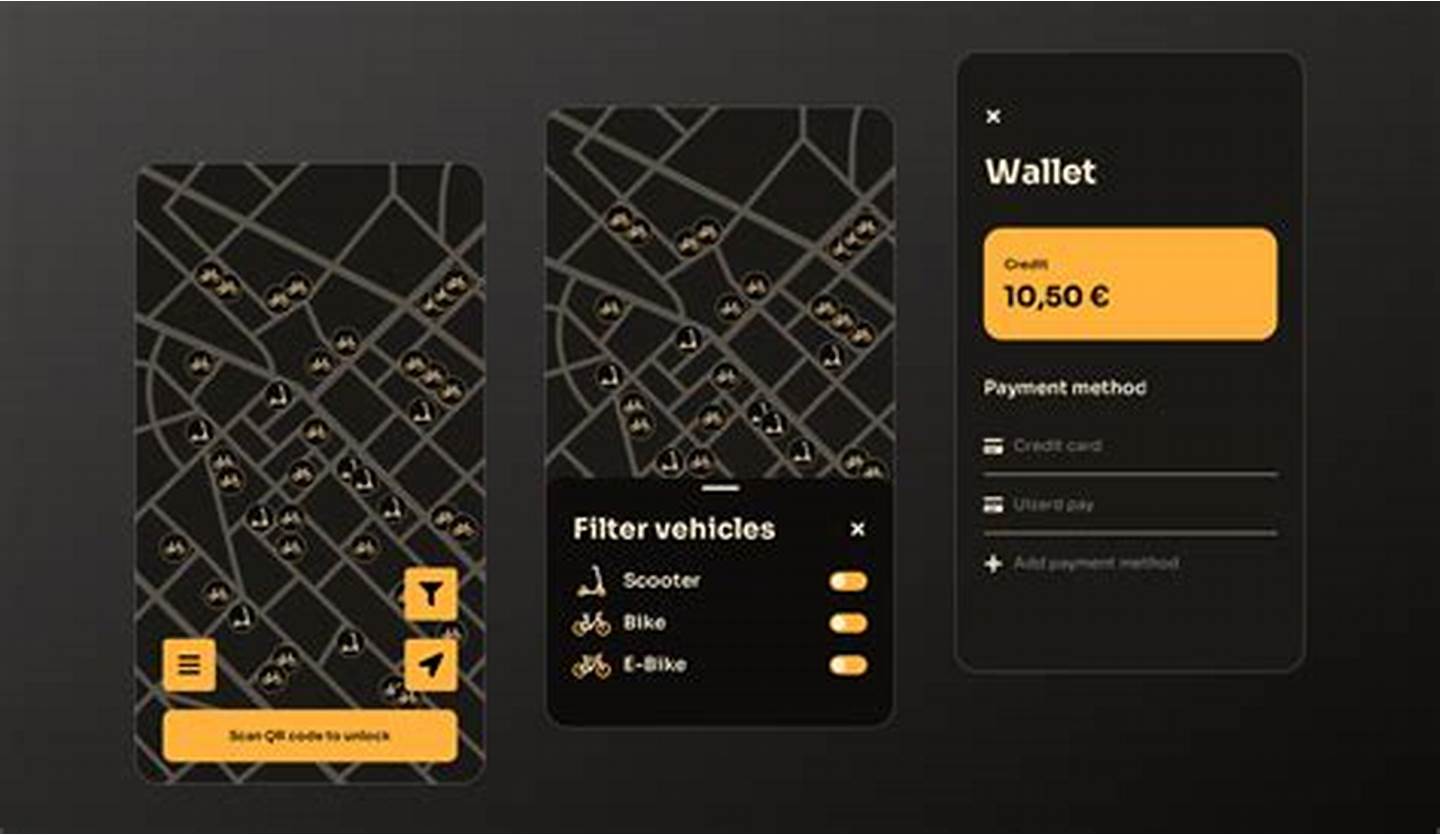 Scan QR code to unlock
Filter vehicles
Scooter
Bike
E-Bike
Wallet
Credit
10,50 €
Payment method
Credit card
pay
Add payment method